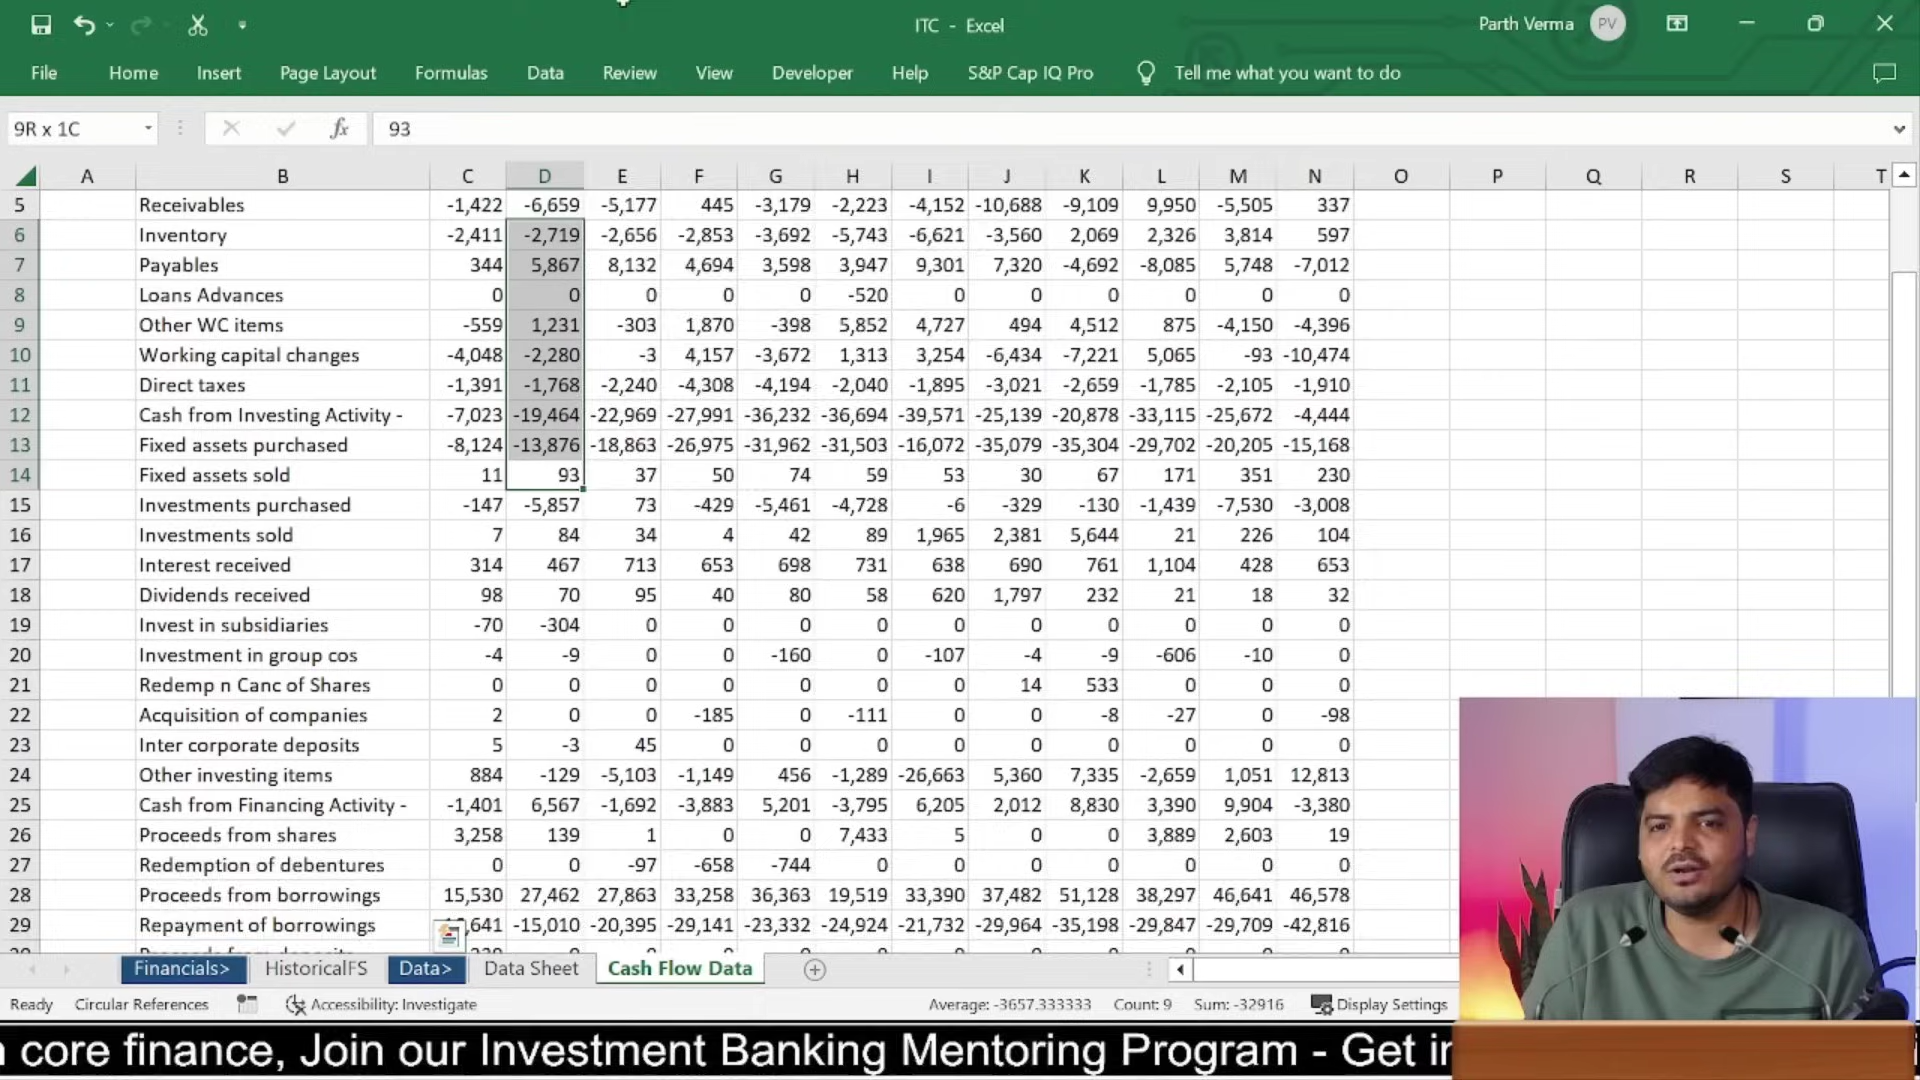 ITC - Excel
Parth Verma PV
File Home Insert Page Layout Formulas Data Review View Developer Help S&P Cap IQ Pro Tell me what you want to do
9R x 1C fx 93
A B C D E F G H I J K L M N O P Q R S T
5 Receivables -1,422 -6,659 -5,177 445 -3,179 -2,223 -4,152 -10,688 -9,109 9,950 -5,505 337
6 Inventory -2,411 -2,719 -2,656 -2,853 -3,692 -5,743 -6,621 -3,560 2,069 2,326 3,814 597
7 Payables 344 5,867 8,132 4,694 3,598 3,947 9,301 7,320 -4,692 -8,085 5,748 -7,012
8 Loans Advances 0 0 0 0 0 -520 0 0 0 0 0 0
9 Other WC items -559 1,231 -303 1,870 -398 5,852 4,727 494 4,512 875 -4,150 -4,396
10 Working capital changes -4,048 -2,280 -3 4,157 -3,672 1,313 3,254 -6,434 -7,221 5,065 -93 -10,474
11 Direct taxes -1,391 -1,768 -2,240 -4,308 -4,194 -2,040 -1,895 -3,021 -2,659 -1,785 -2,105 -1,910
12 Cash from Investing Activity - -7,023 -19,464 -22,969 -27,991 -36,232 -36,694 -39,571 -25,139 -20,878 -33,115 -25,672 -4,444
13 Fixed assets purchased -8,124 -13,876 -18,863 -26,975 -31,962 -31,503 -16,072 -35,079 -35,304 -29,702 -20,205 -15,168
14 Fixed assets sold 11 93 37 50 74 59 53 30 67 171 351 230
15 Investments purchased -147 -5,857 73 -429 -5,461 -4,728 -6 -329 -130 -1,439 -7,530 -3,008
16 Investments sold 7 84 34 4 42 89 1,965 2,381 5,644 21 226 104
17 Interest received 314 467 713 653 698 731 638 690 761 1,104 428 653
18 Dividends received 98 70 95 40 80 58 620 1,797 232 21 18 32
19 Invest in subsidiaries -70 -304 0 0 0 0 0 0 0 0 0 0
20 Investment in group cos -4 -9 0 0 -160 0 -107 -4 -9 -606 -10 0
21 Redemp n Canc of Shares 0 0 0 0 0 0 0 14 533 0 0 0
22 Acquisition of companies 2 0 0 -185 0 -111 0 0 -8 -27 0 -98
23 Inter corporate deposits 5 -3 45 0 0 0 0 0 0 0 0 0
24 Other investing items 884 -129 -5,103 -1,149 456 -1,289 -26,663 5,360 7,335 -2,659 1,051 12,813
25 Cash from Financing Activity - -1,401 6,567 -1,692 -3,883 5,201 -3,795 6,205 2,012 8,830 3,390 9,904 -3,380
26 Proceeds from shares 3,258 139 1 0 0 7,433 5 0 0 3,889 2,603 19
27 Redemption of debentures 0 0 -97 -658 -744 0 0 0 0 0 0 0
28 Proceeds from borrowings 15,530 27,462 27,863 33,258 36,363 19,519 33,390 37,482 51,128 38,297 46,641 46,578
29 Repayment of borrowings ,641 -15,010 -20,395 -29,141 -23,332 -24,924 -21,732 -29,964 -35,198 -29,847 -29,709 -42,816
Financials> HistoricalFS Data> Data Sheet Cash Flow Data
Ready Circular References Accessibility: Investigate Average: -3657.333333 Count: 9 Sum: -32916 Display Settings
core finance, Join our Investment Banking Mentoring Program - Get